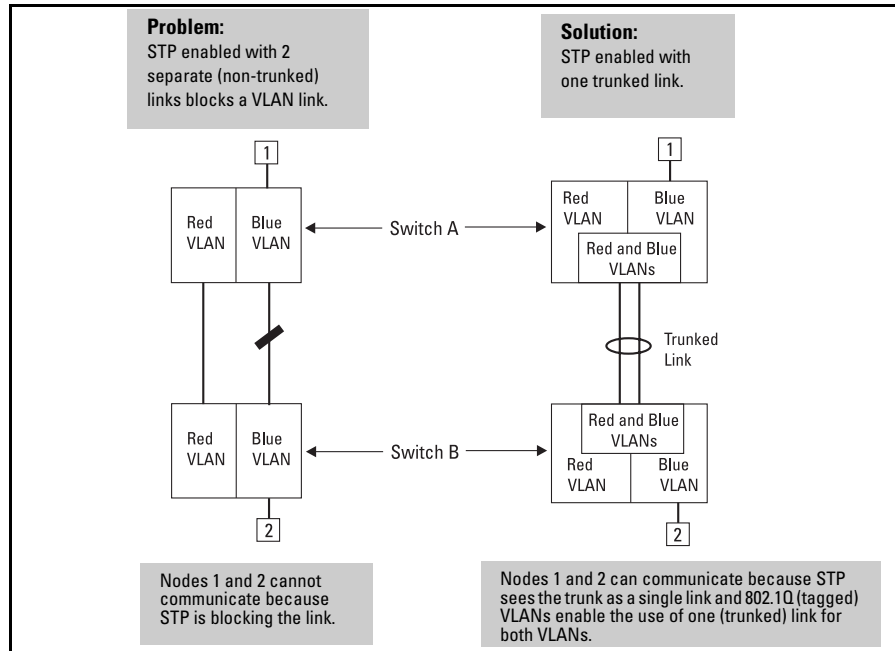 Problem:
STP enabled with 2
separate (non-trunked)
links blocks a VLAN link.
Solution:
STP enabled with
one trunked link.
1
1
Red
VLAN
Blue
VLAN
Switch A
Red
VLAN
Blue
VLAN
Red and Blue
VLANs
Trunked
Link
Red
VLAN
Blue
VLAN
Switch B
Red and Blue
VLANs
Red
VLAN
Blue
VLAN
2
2
Nodes 1 and 2 cannot
communicate because
STP is blocking the link.
Nodes 1 and 2 can communicate because STP
sees the trunk as a single link and 802.1Q (tagged)
VLANs enable the use of one (trunked) link for
both VLANs.